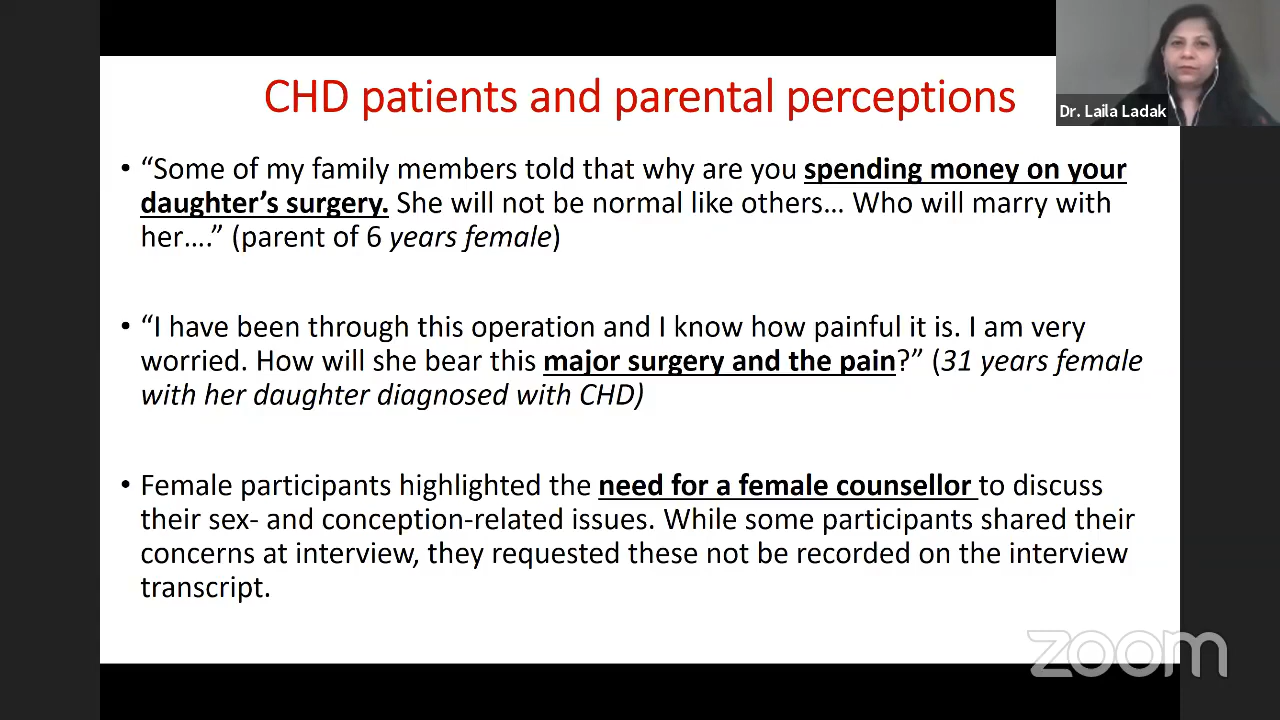 CHD patients and parental perceptions
Dr. Laila Ladak
• “Some of my family members told that why are you spending money on your
daughter’s surgery. She will not be normal like others… Who will marry with
her….” (parent of 6 years female)
• “I have been through this operation and I know how painful it is. I am very
worried. How will she bear this major surgery and the pain?” (31 years female
with her daughter diagnosed with CHD)
• Female participants highlighted the need for a female counsellor to discuss
their sex- and conception-related issues. While some participants shared their
concerns at interview, they requested these not be recorded on the interview
transcript.
zoom